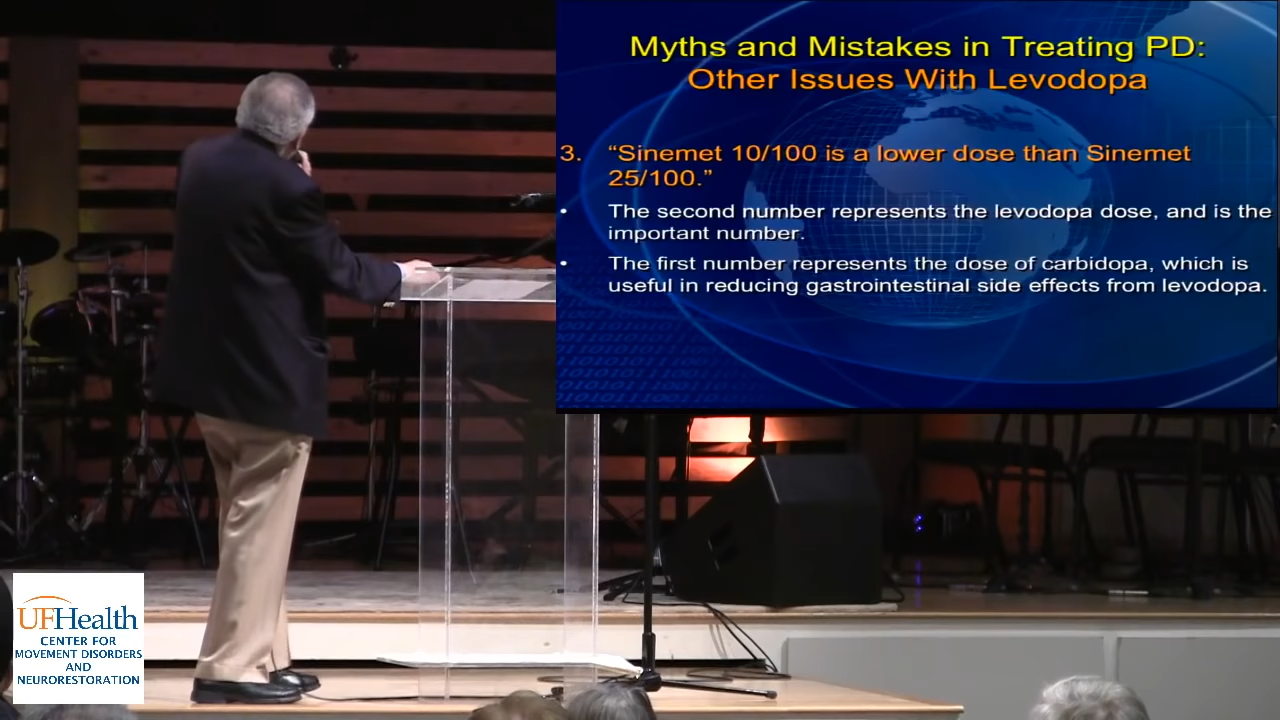 Myths and Mistakes in Treating PD:
Other Issues With Levodopa
3. “Sinemet 10/100 is a lower dose than Sinemet
25/100.”
• The second number represents the levodopa dose, and is the
important number.
• The first number represents the dose of carbidopa, which is
useful in reducing gastrointestinal side effects from levodopa.
UFHealth
CENTER FOR
MOVEMENT DISORDERS
AND
NEURORESTORATION